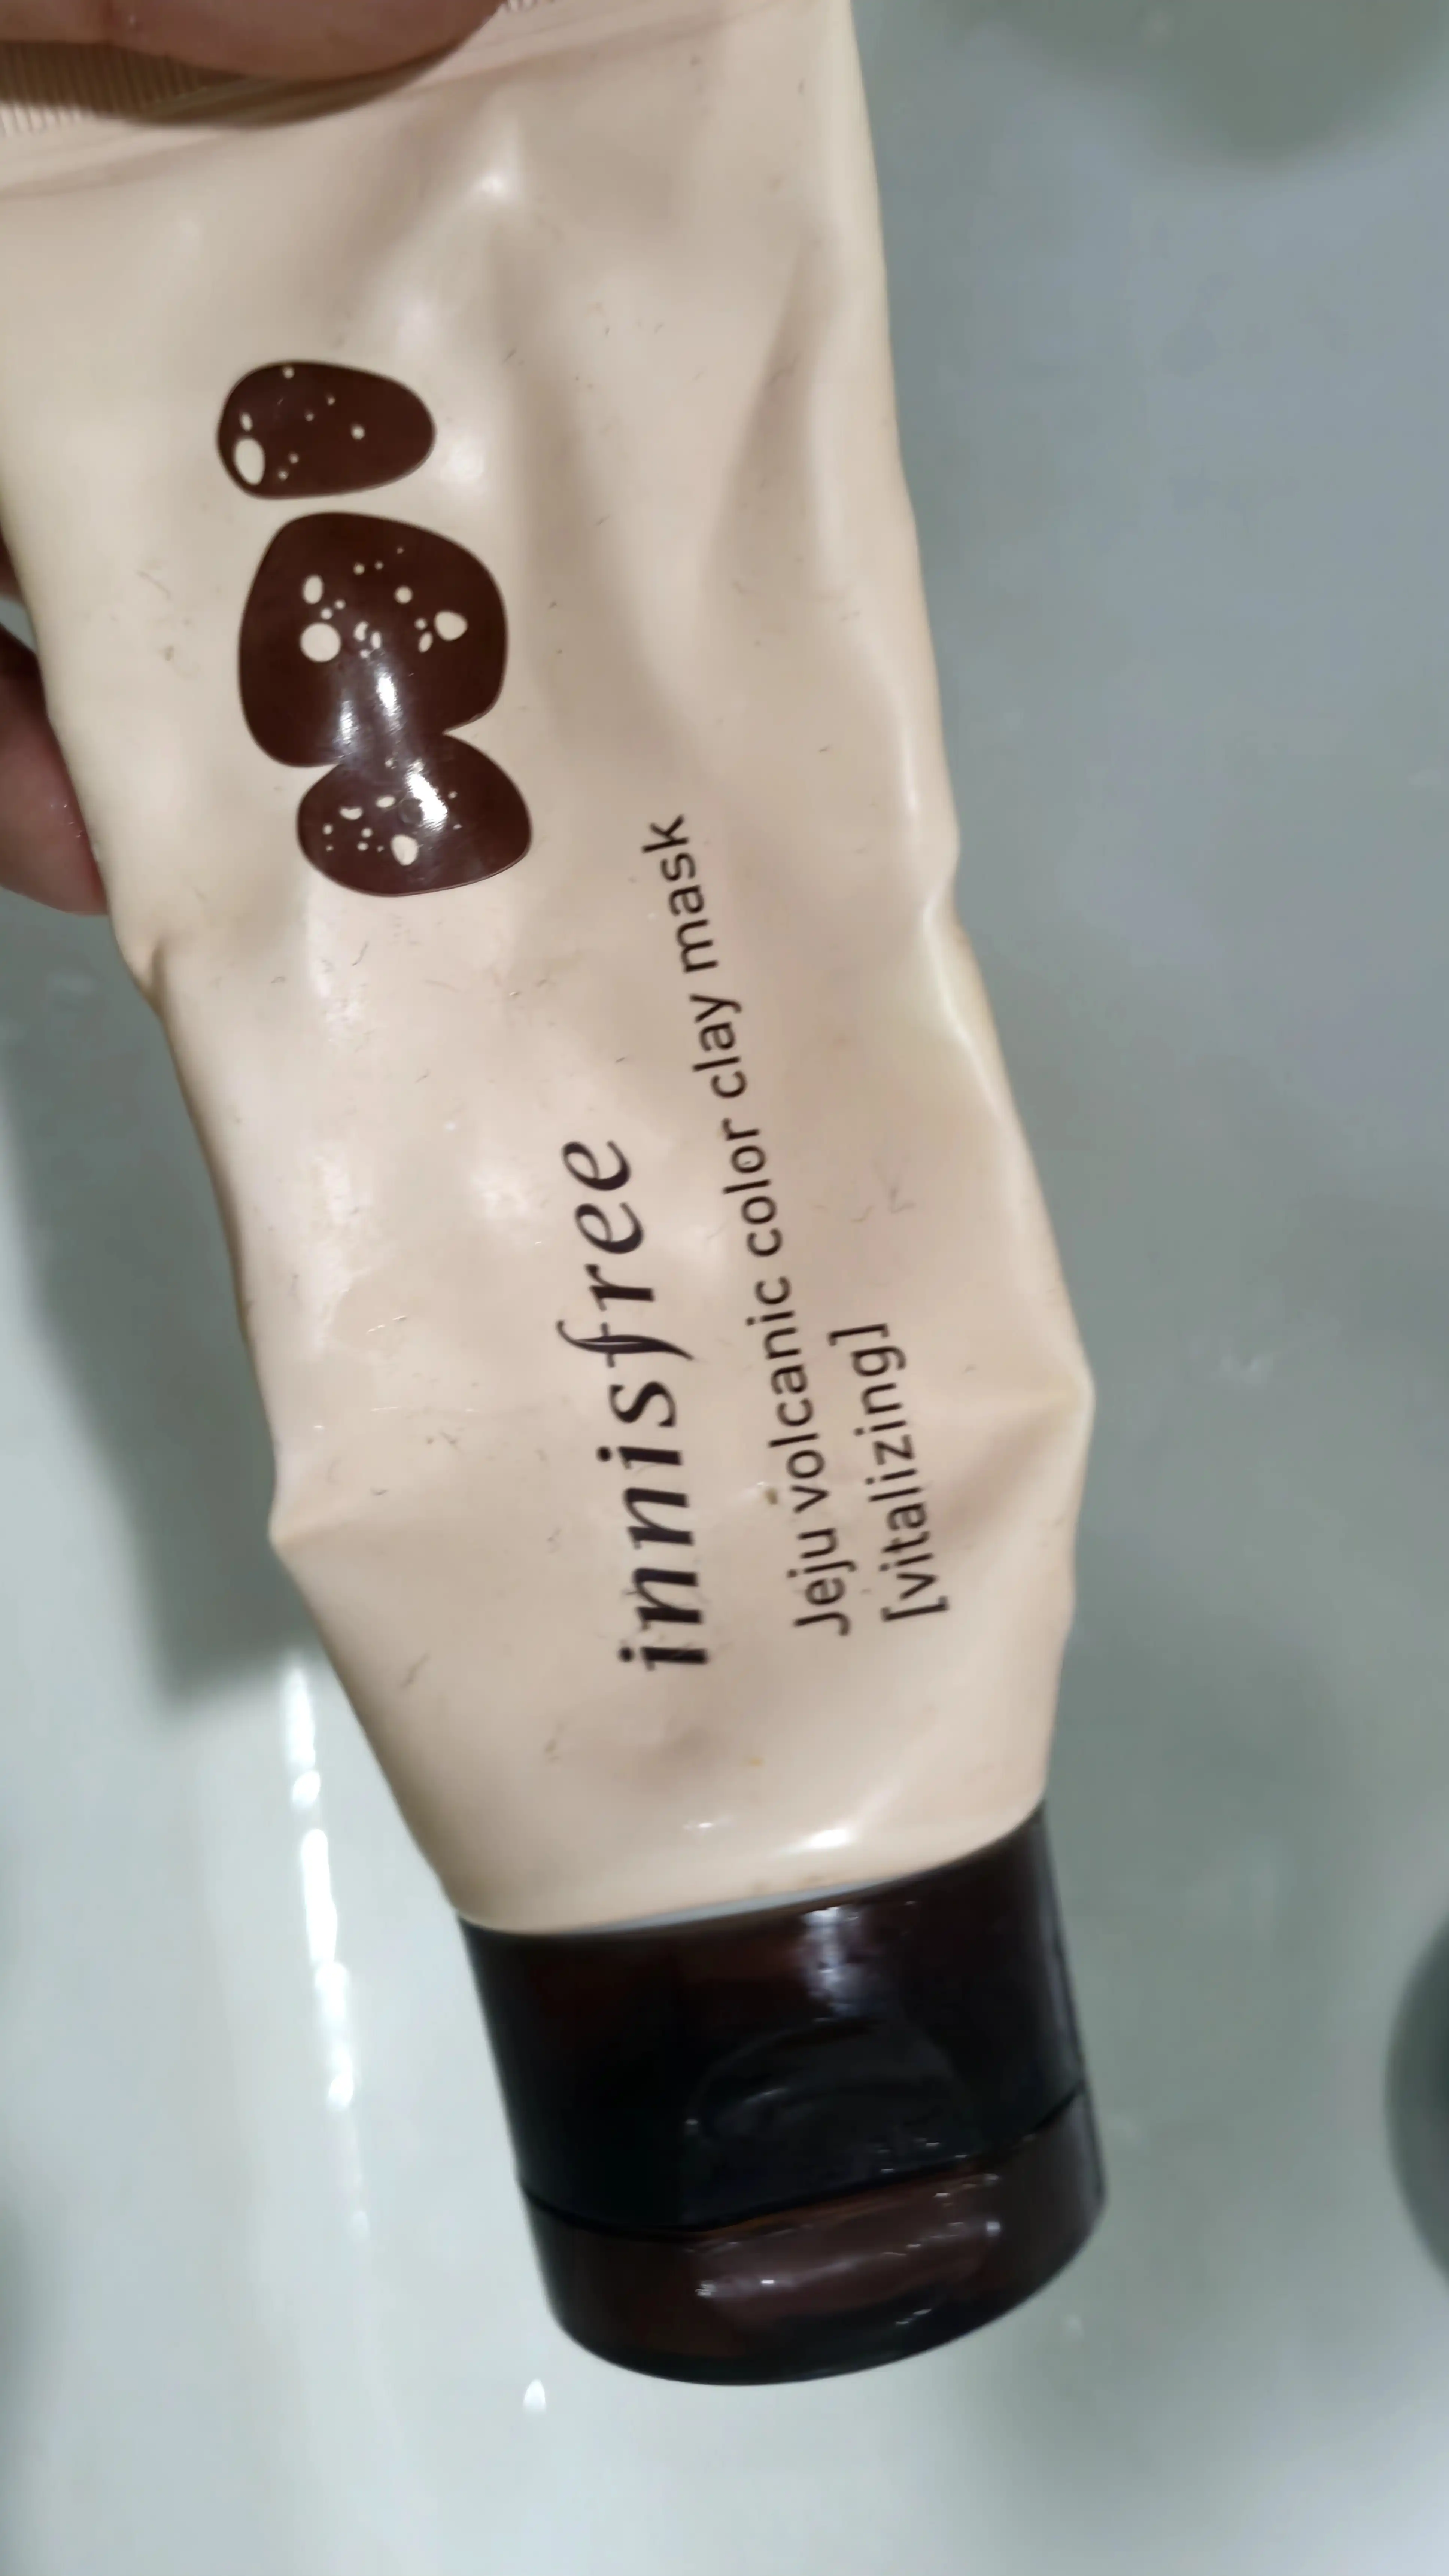 innisfree
Jeju volcanic color clay mask
[vitalizing]